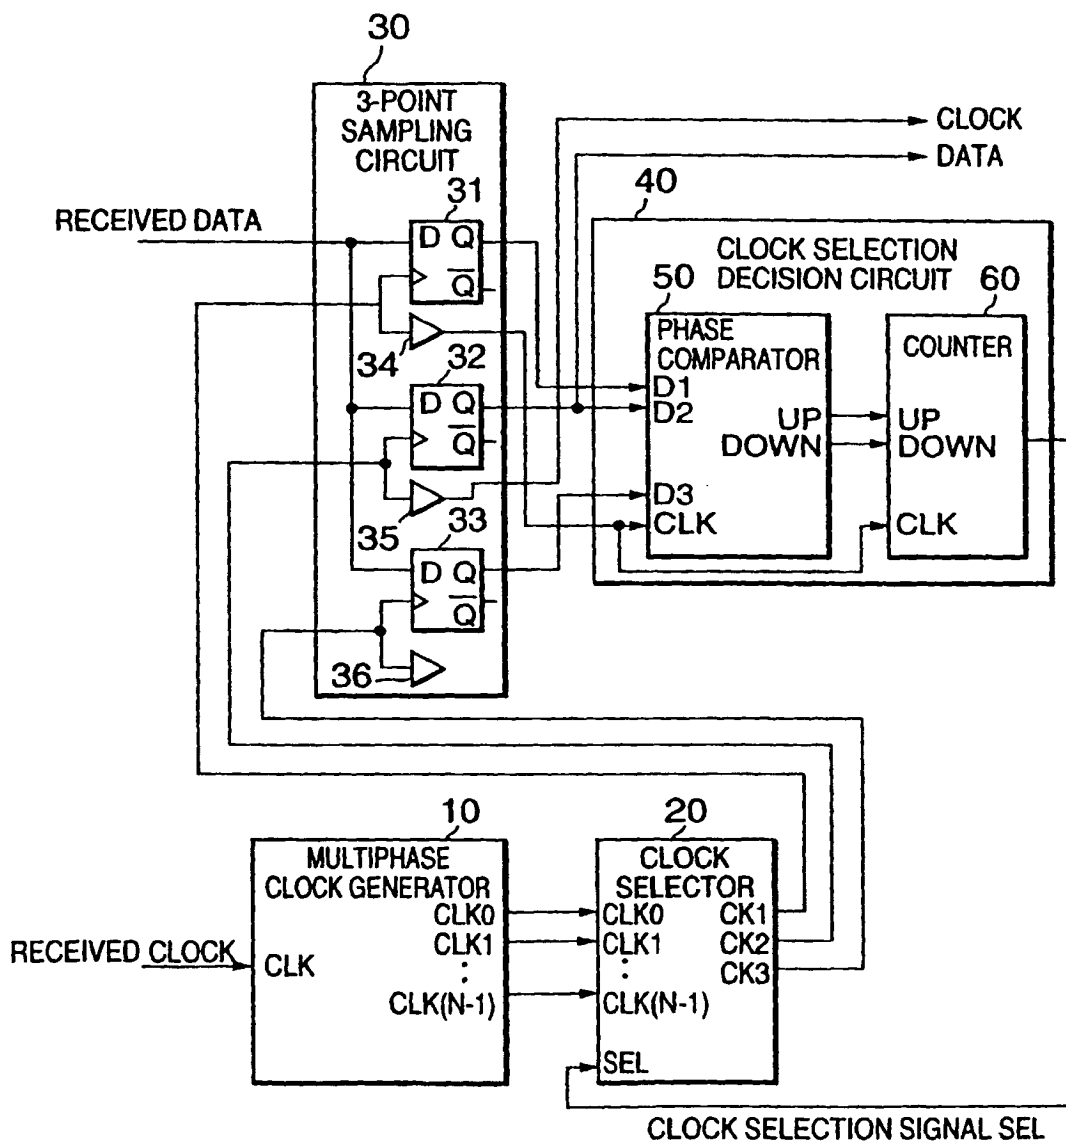 30
3-POINT
SAMPLING
CIRCUIT
CLOCK
DATA
RECEIVED DATA
31
D Q
Q
34
32
D Q
Q
35
33
D Q
Q
36
40
CLOCK SELECTION
DECISION CIRCUIT
50
PHASE
COMPARATOR
D1
D2
UP
DOWN
D3
CLK
60
COUNTER
UP
DOWN
CLK
10
MULTIPHASE
CLOCK GENERATOR
CLK0
CLK1
CLK(N-1)
RECEIVED CLOCK
CLK
20
CLOCK
SELECTOR
CLK0 CK1
CLK1 CK2
CK3
CLK(N-1)
SEL
CLOCK SELECTION SIGNAL SEL